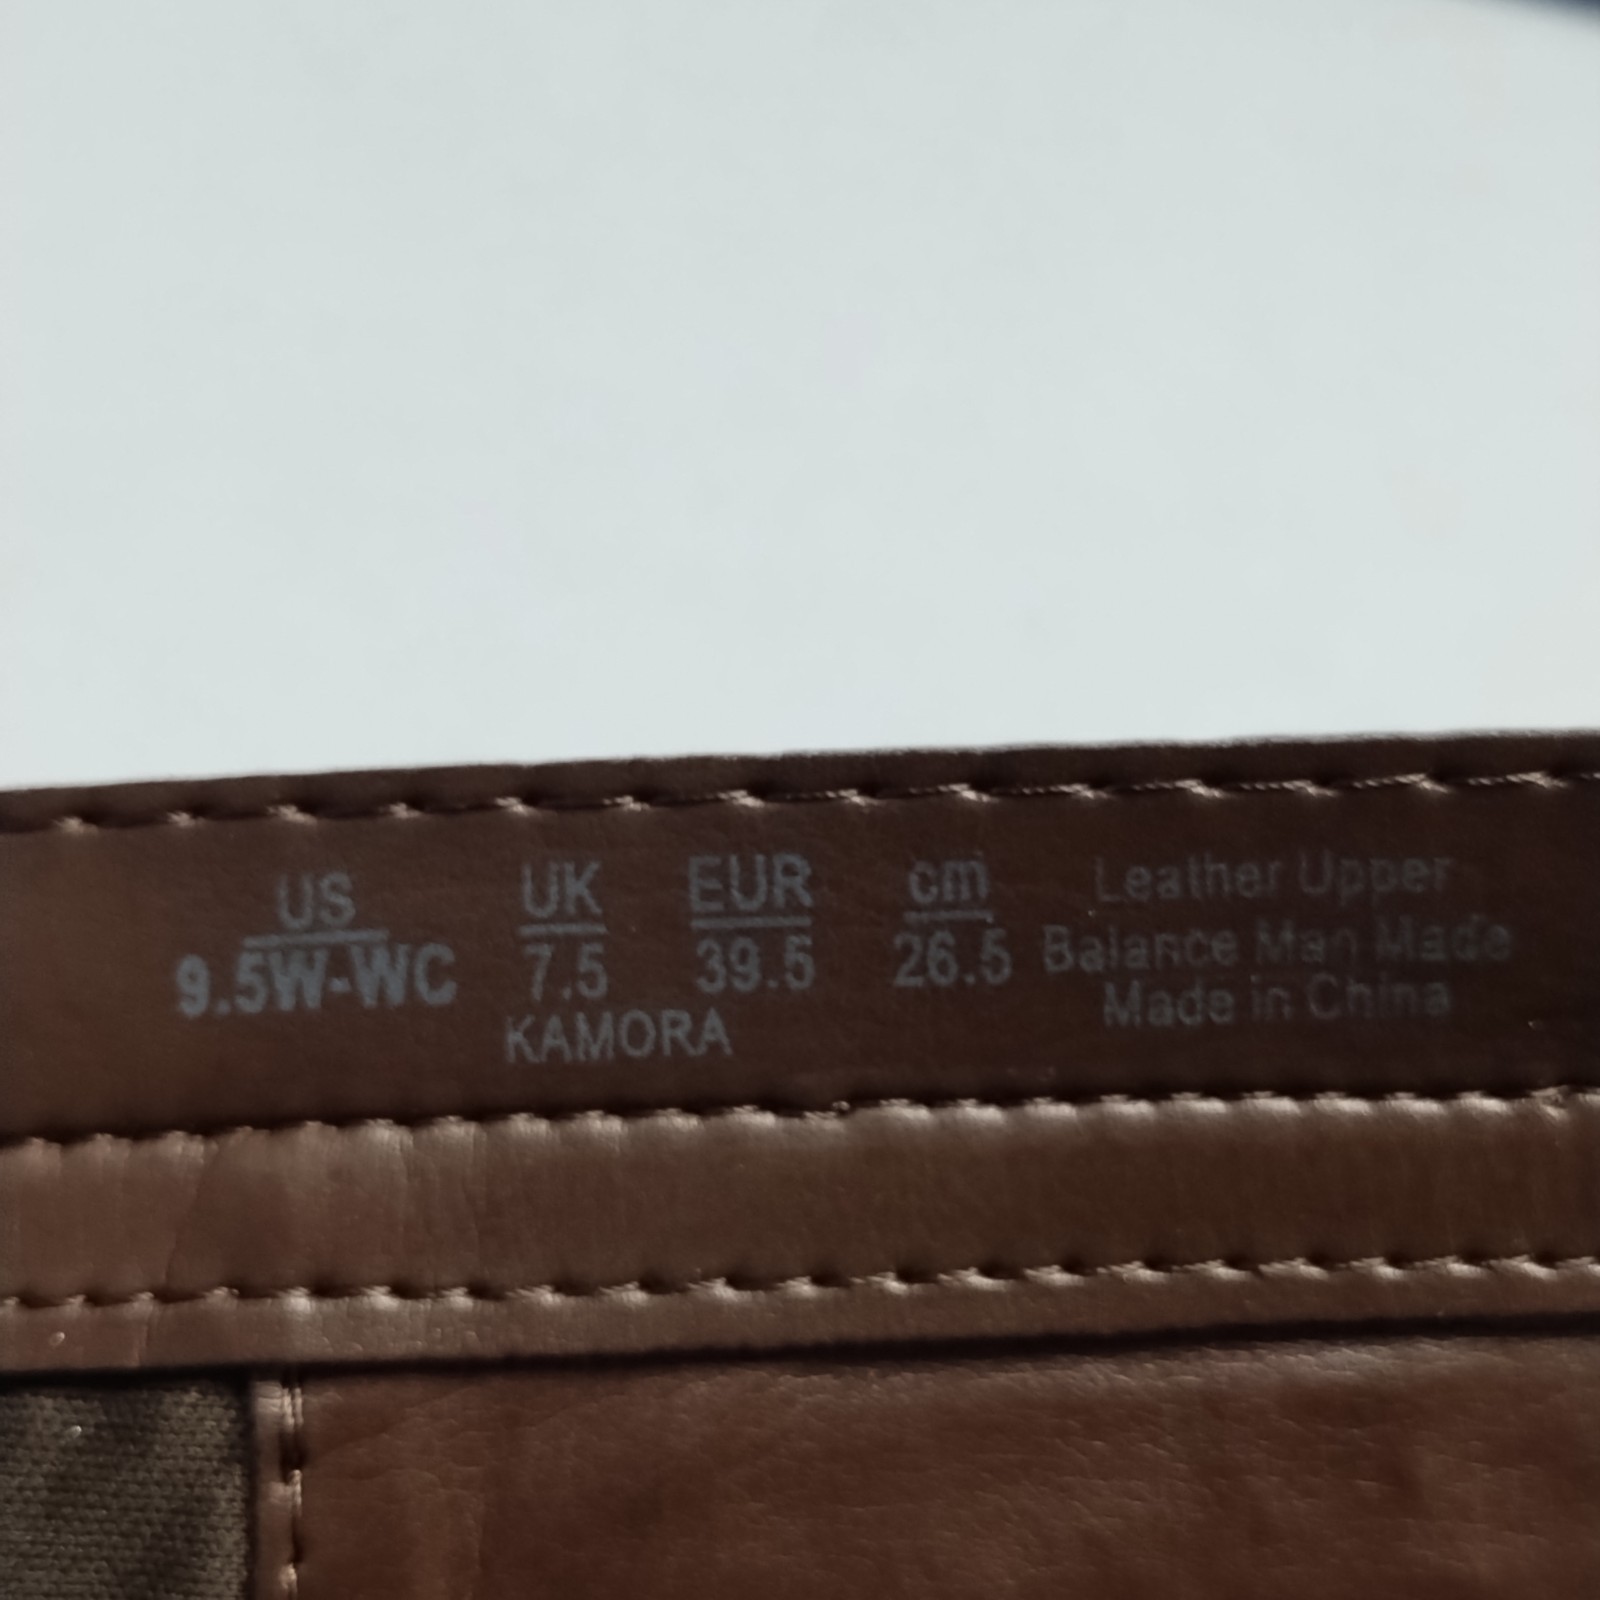 US UK EUR cm
9.5W-WC 7.5 39.5 26.5
KAMORA
Leather Upper
Balance Man Made
Made in China